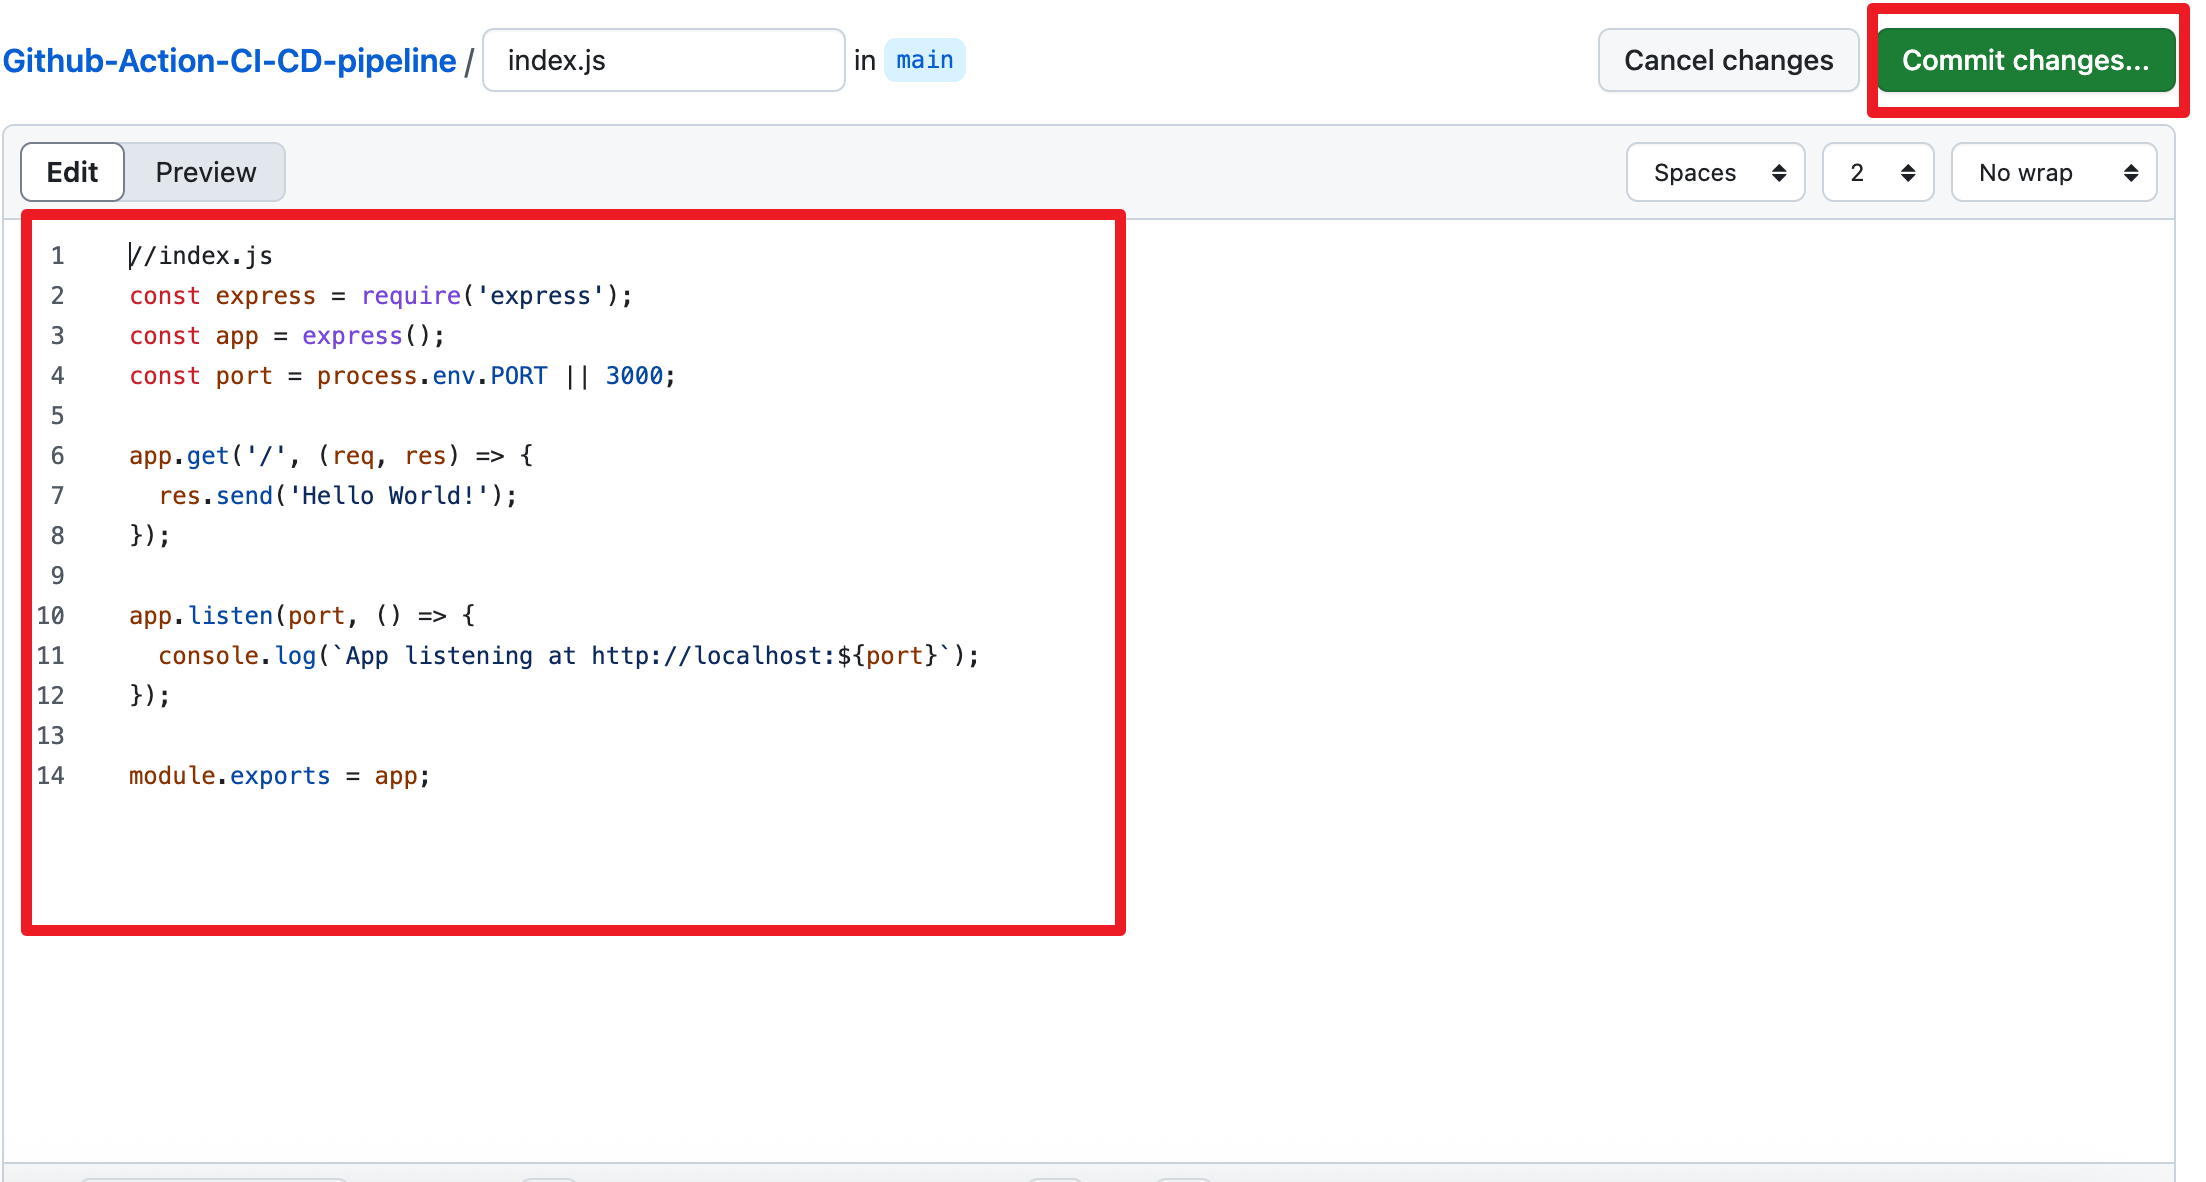 Github-Action-CI-CD-pipeline / index.js in main Cancel changes Commit changes...
Edit Preview Spaces 2 No wrap
1 //index.js
2 const express = require('express');
3 const app = express();
4 const port = process.env.PORT || 3000;
5
6 app.get('/', (req, res) => {
7   res.send('Hello World!');
8 });
9
10 app.listen(port, () => {
11   console.log(`App listening at http://localhost:${port}`);
12 });
13
14 module.exports = app;